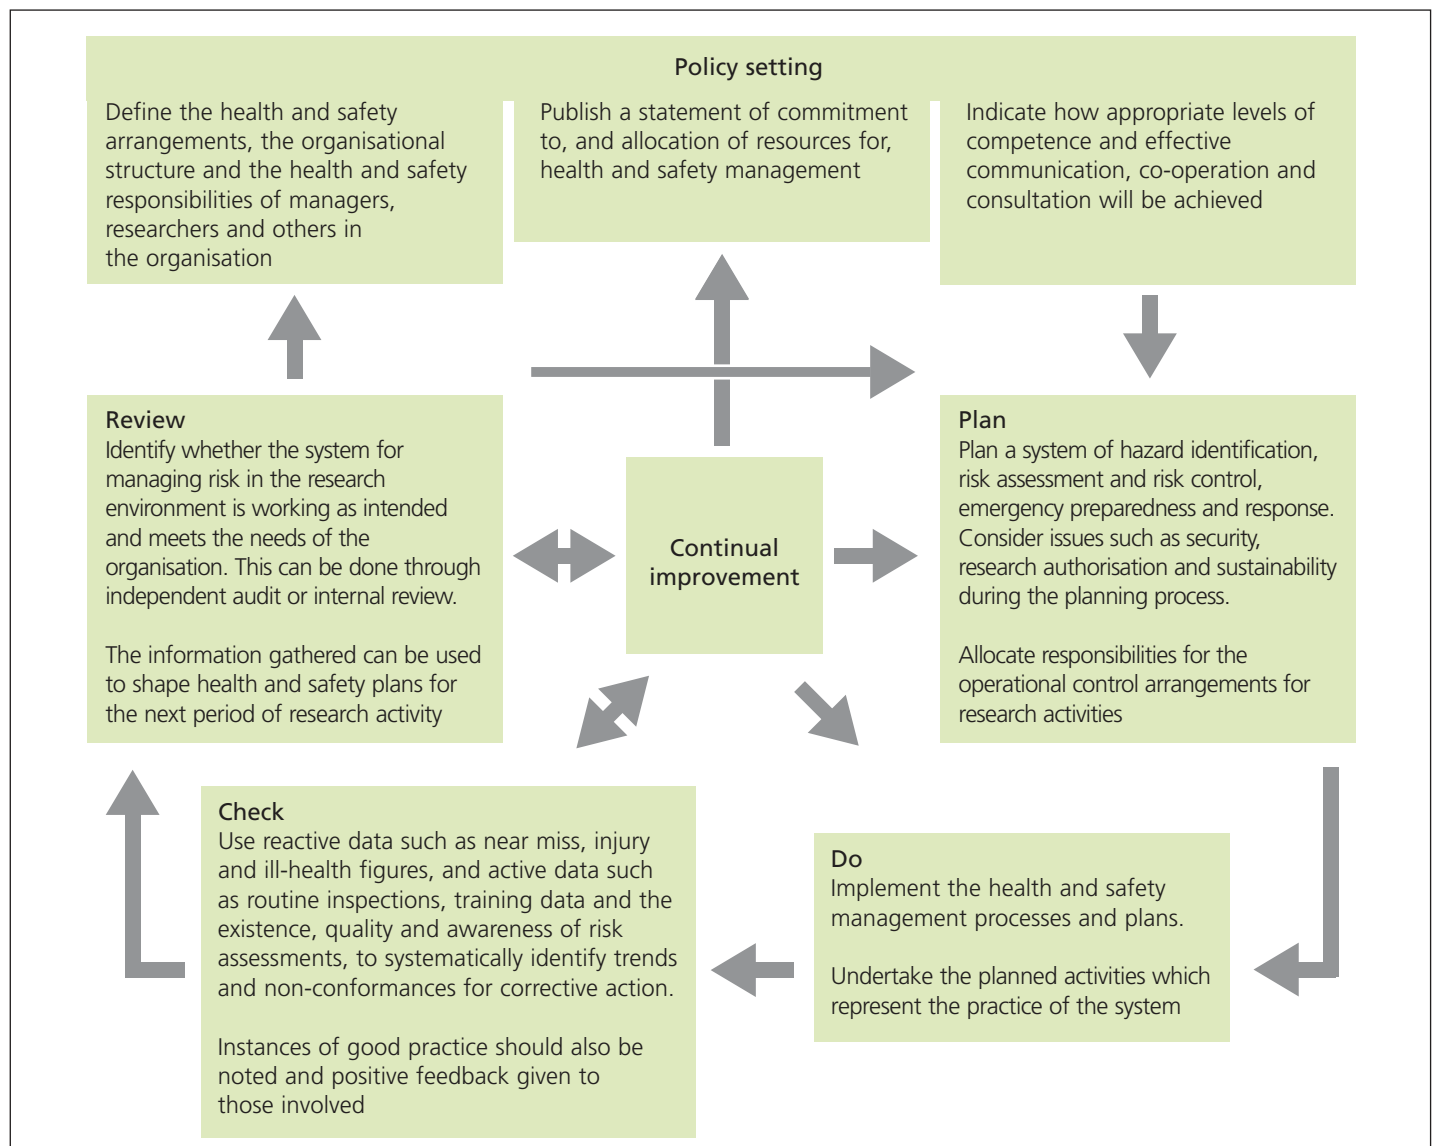 Policy setting
Define the health and safety
arrangements, the organisational
structure and the health and safety
responsibilities of managers,
researchers and others in
the organisation
Publish a statement of commitment
to, and allocation of resources for,
health and safety management
Indicate how appropriate levels of
competence and effective
communication, co-operation and
consultation will be achieved
Review
Identify whether the system for
managing risk in the research
environment is working as intended
and meets the needs of the
organisation. This can be done through
independent audit or internal review.
The information gathered can be used
to shape health and safety plans for
the next period of research activity
Continual
improvement
Plan
Plan a system of hazard identification,
risk assessment and risk control,
emergency preparedness and response.
Consider issues such as security,
research authorisation and sustainability
during the planning process.
Allocate responsibilities for the
operational control arrangements for
research activities
Check
Use reactive data such as near miss, injury
and ill-health figures, and active data such
as routine inspections, training data and the
existence, quality and awareness of risk
assessments, to systematically identify trends
and non-conformances for corrective action.
Instances of good practice should also be
noted and positive feedback given to
those involved
Do
Implement the health and safety
management processes and plans.
Undertake the planned activities which
represent the practice of the system